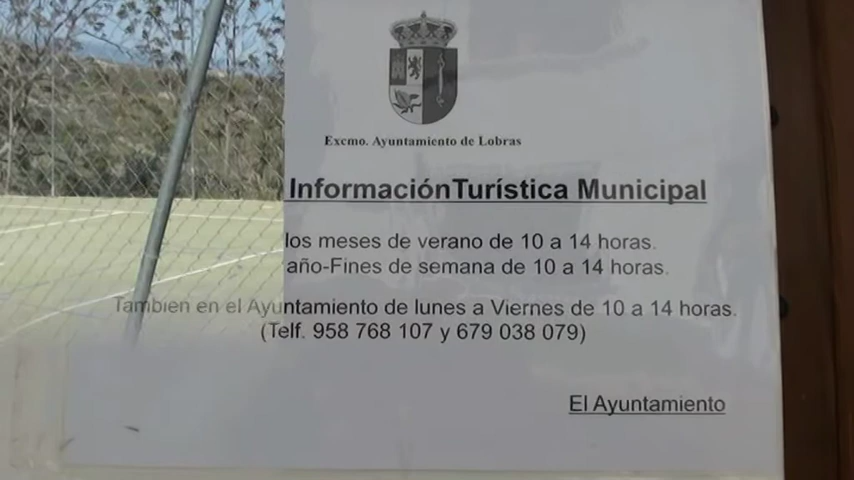 Excmo. Ayuntamiento de Lobras
Información Turística Municipal
los meses de verano de 10 a 14 horas.
año-Fines de semana de 10 a 14 horas.
Tambien en el Ayuntamiento de lunes a Viernes de 10 a 14 horas.
(Telf. 958 768 107 y 679 038 079)
El Ayuntamiento